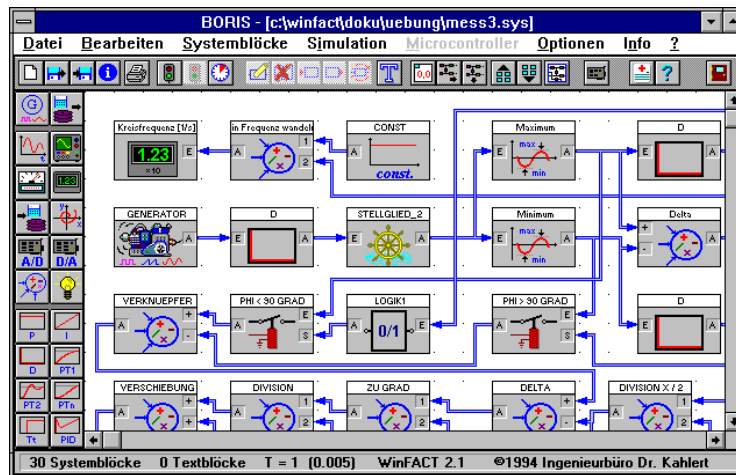 BORIS - [c:\winfact\doku\uebung\mess3.sys]
Datei Bearbeiten Systemblöcke Simulation Microcontroller Optionen Info ?
0,0 T ?
G
A/D D/A
P I
D PT1
PT2 PTn
Tt PID
Kreisfrequenz [1/s] in Frequenz wandeln CONST Maximum D
1.23 ×10 E A 1 2 A const. E max min A E
GENERATOR D STELLGLIED_2 Minimum Delta
A E A E A E max min A + - A
VERKNUEPFER PHI < 90 GRAD LOGIK1 PHI > 90 GRAD D
A + - A E S A 0/1 E A E S E
VERSCHIEBUNG DIVISION ZU GRAD DELTA DIVISION X / 2
A + A 1 2 A 1 2 A + - A 1 2
30 Systemblöcke 0 Textblöcke T = 1 (0.005) WinFACT 2.1 ©1994 Ingenieurbüro Dr. Kahlert